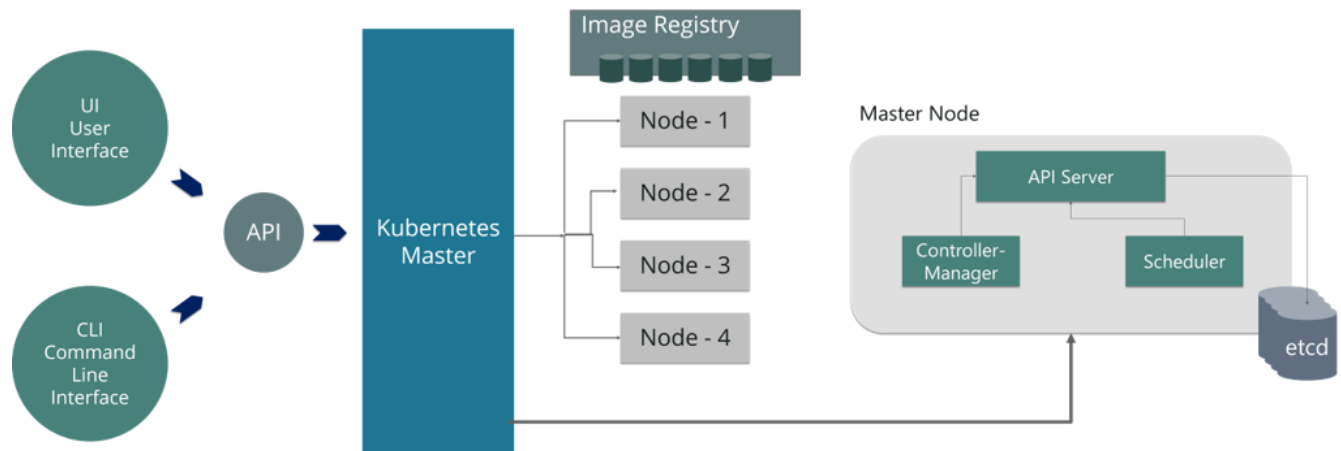 UI
User
Interface
CLI
Command
Line
Interface
API
Kubernetes
Master
Image Registry
Node - 1
Node - 2
Node - 3
Node - 4
Master Node
API Server
Controller-
Manager
Scheduler
etcd